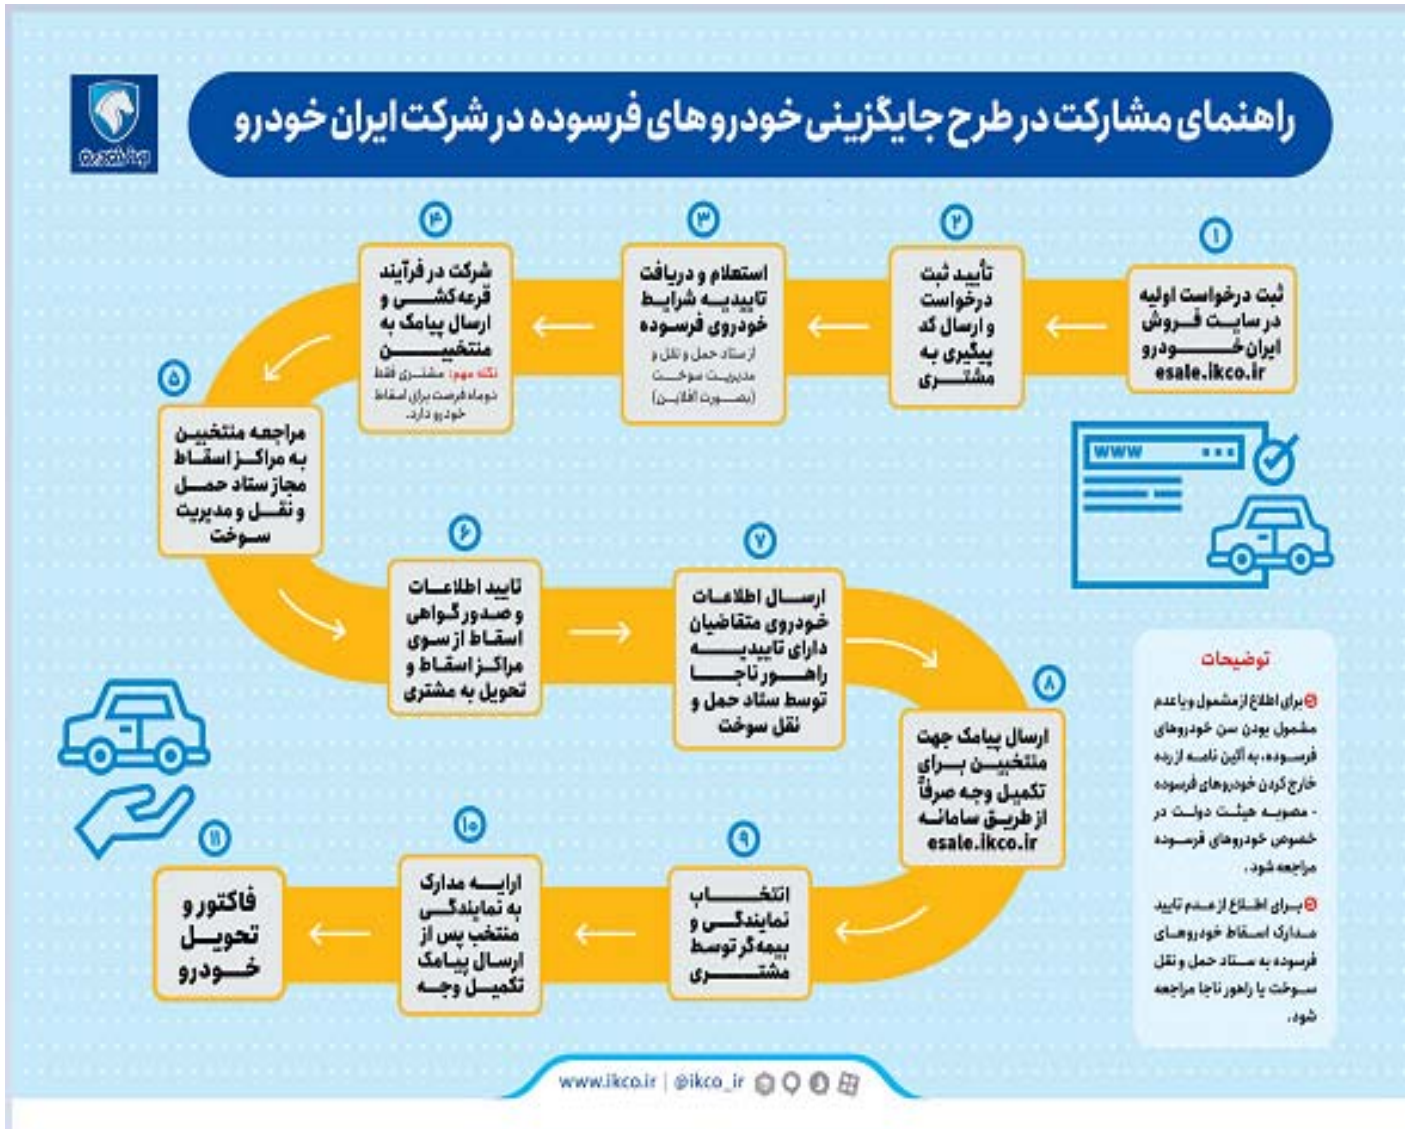 راهنمای مشارکت در طرح جایگزینی خودروهای فرسوده در شرکت ایران خودرو
ایران خودرو
۱
ثبت درخواست اولیه
در سایت فروش
ایران خودرو
esale.ikco.ir
۲
تأیید ثبت
درخواست
و ارسال کد
پیگیری به
مشتری
۳
استعلام و دریافت
تاییدیه شرایط
خودروی فرسوده
از ستاد حمل و نقل و
مدیریت سوخت
(بصورت آفلاین)
۴
شرکت در فرآیند
قرعه‌کشی و
ارسال پیامک به
منتخبین
نکته مهم: مشتری فقط
دوماه فرصت برای اسقاط
خودرو دارد.
۵
مراجعه منتخبین
به مراکز اسقاط
مجاز ستاد حمل
و نقل و مدیریت
سوخت
۶
تایید اطلاعات
و صدور گواهی
اسقاط از سوی
مراکز اسقاط و
تحویل به مشتری
۷
ارسال اطلاعات
خودروی متقاضیان
دارای تاییدیه
راهور ناجا
توسط ستاد حمل و
نقل سوخت
۸
ارسال پیامک جهت
منتخبین برای
تکمیل وجه صرفاً
از طریق سامانه
esale.ikco.ir
۹
انتخاب
نمایندگی و
بیمه‌گر توسط
مشتری
۱۰
ارایه مدارک
به نمایندگی
منتخب پس از
ارسال پیامک
تکمیل وجه
۱۱
فاکتور و
تحویل
خودرو
www
توضیحات
برای اطلاع از مشمول و یا عدم
مشمول بودن سن خودروهای
فرسوده، به آئین نامه از رده
خارج کردن خودروهای فرسوده
- مصوبه هیئت دولت در
خصوص خودروهای فرسوده
مراجعه شود.
برای اطلاع از عدم تایید
مدارک اسقاط خودروهای
فرسوده به ستاد حمل و نقل
سوخت یا راهور ناجا مراجعه
شود.
www.ikco.ir | @ikco_ir